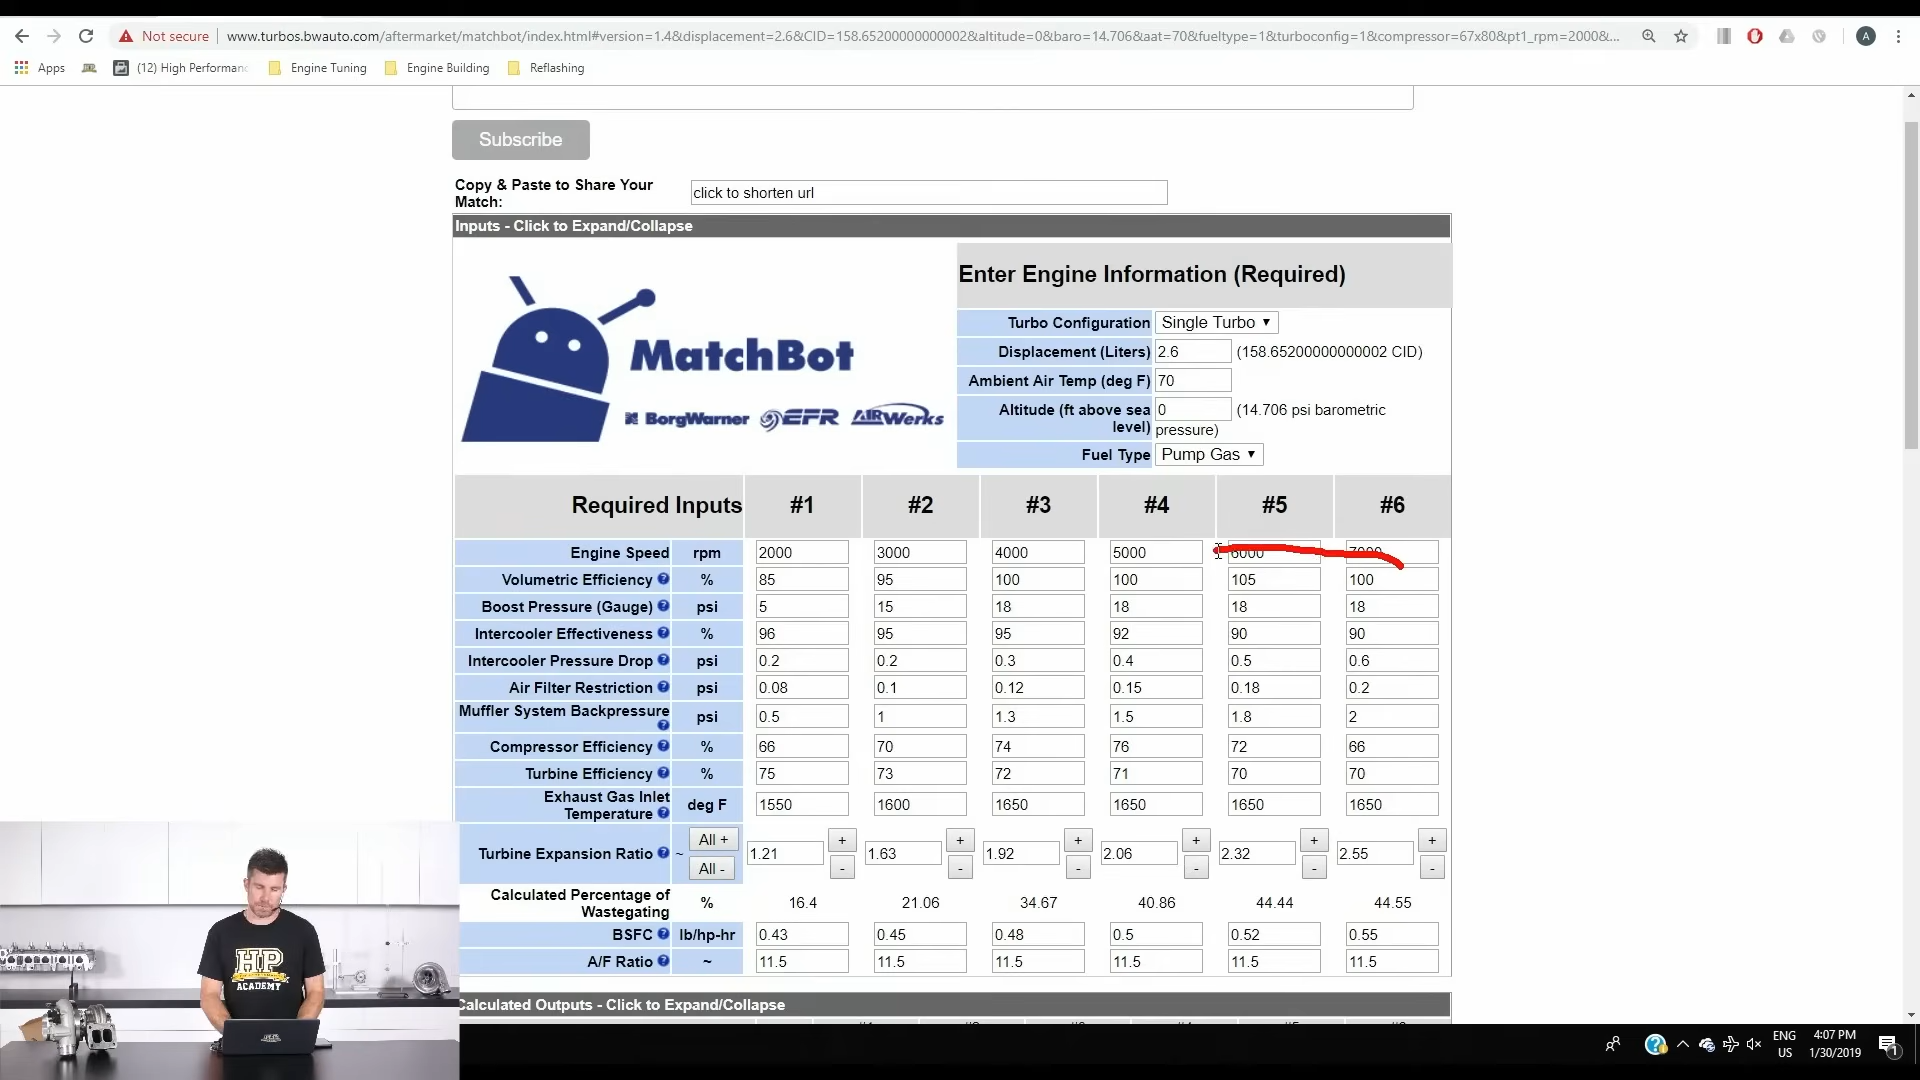 Not secure www.turbos.bwauto.com/aftermarket/matchbot/index.html#version=1.4&displacement=2.6&CID=158.65200000000002&altitude=0&baro=14.706&aat=70&fueltype=1&turboconfig=1&compressor=67x80&pt1_rpm=2000&... A
Apps (12) High Performan Engine Tuning Engine Building Reflashing
Subscribe
Copy & Paste to Share Your Match: click to shorten url
Inputs - Click to Expand/Collapse
MatchBot
BorgWarner EFR AIRWerks
Enter Engine Information (Required)
Turbo Configuration Single Turbo
Displacement (Liters) 2.6 (158.65200000000002 CID)
Ambient Air Temp (deg F) 70
Altitude (ft above sea level) 0 (14.706 psi barometric pressure)
Fuel Type Pump Gas
Required Inputs #1 #2 #3 #4 #5 #6
Engine Speed rpm 2000 3000 4000 5000 6000 7000
Volumetric Efficiency ? % 85 95 100 100 105 100
Boost Pressure (Gauge) ? psi 5 15 18 18 18 18
Intercooler Effectiveness ? % 96 95 95 92 90 90
Intercooler Pressure Drop ? psi 0.2 0.2 0.3 0.4 0.5 0.6
Air Filter Restriction ? psi 0.08 0.1 0.12 0.15 0.18 0.2
Muffler System Backpressure ? psi 0.5 1 1.3 1.5 1.8 2
Compressor Efficiency ? % 66 70 74 76 72 66
Turbine Efficiency ? % 75 73 72 71 70 70
Exhaust Gas Inlet Temperature ? deg F 1550 1600 1650 1650 1650 1650
All +
Turbine Expansion Ratio ? ~ 1.21 + - 1.63 + - 1.92 + - 2.06 + - 2.32 + - 2.55 + -
All -
Calculated Percentage of Wastegating % 16.4 21.06 34.67 40.86 44.44 44.55
BSFC ? lb/hp-hr 0.43 0.45 0.48 0.5 0.52 0.55
A/F Ratio ? ~ 11.5 11.5 11.5 11.5 11.5 11.5
Calculated Outputs - Click to Expand/Collapse
HP
ACADEMY
ENG
US
4:07 PM
1/30/2019
1